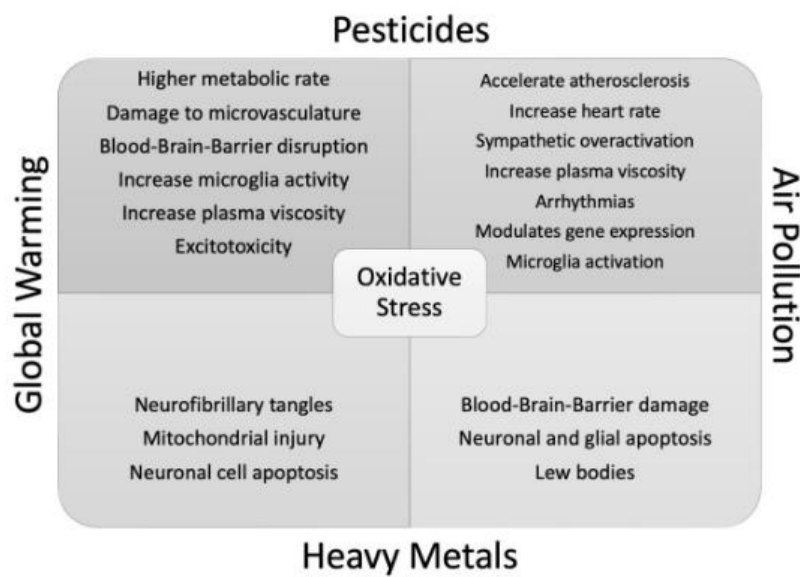 Pesticides
Higher metabolic rate
Damage to microvasculature
Blood-Brain-Barrier disruption
Increase microglia activity
Increase plasma viscosity
Excitotoxicity
Accelerate atherosclerosis
Increase heart rate
Sympathetic overactivation
Increase plasma viscosity
Arrhythmias
Modulates gene expression
Microglia activation
Global Warming
Oxidative
Stress
Air Pollution
Neurofibrillary tangles
Mitochondrial injury
Neuronal cell apoptosis
Blood-Brain-Barrier damage
Neuronal and glial apoptosis
Lew bodies
Heavy Metals